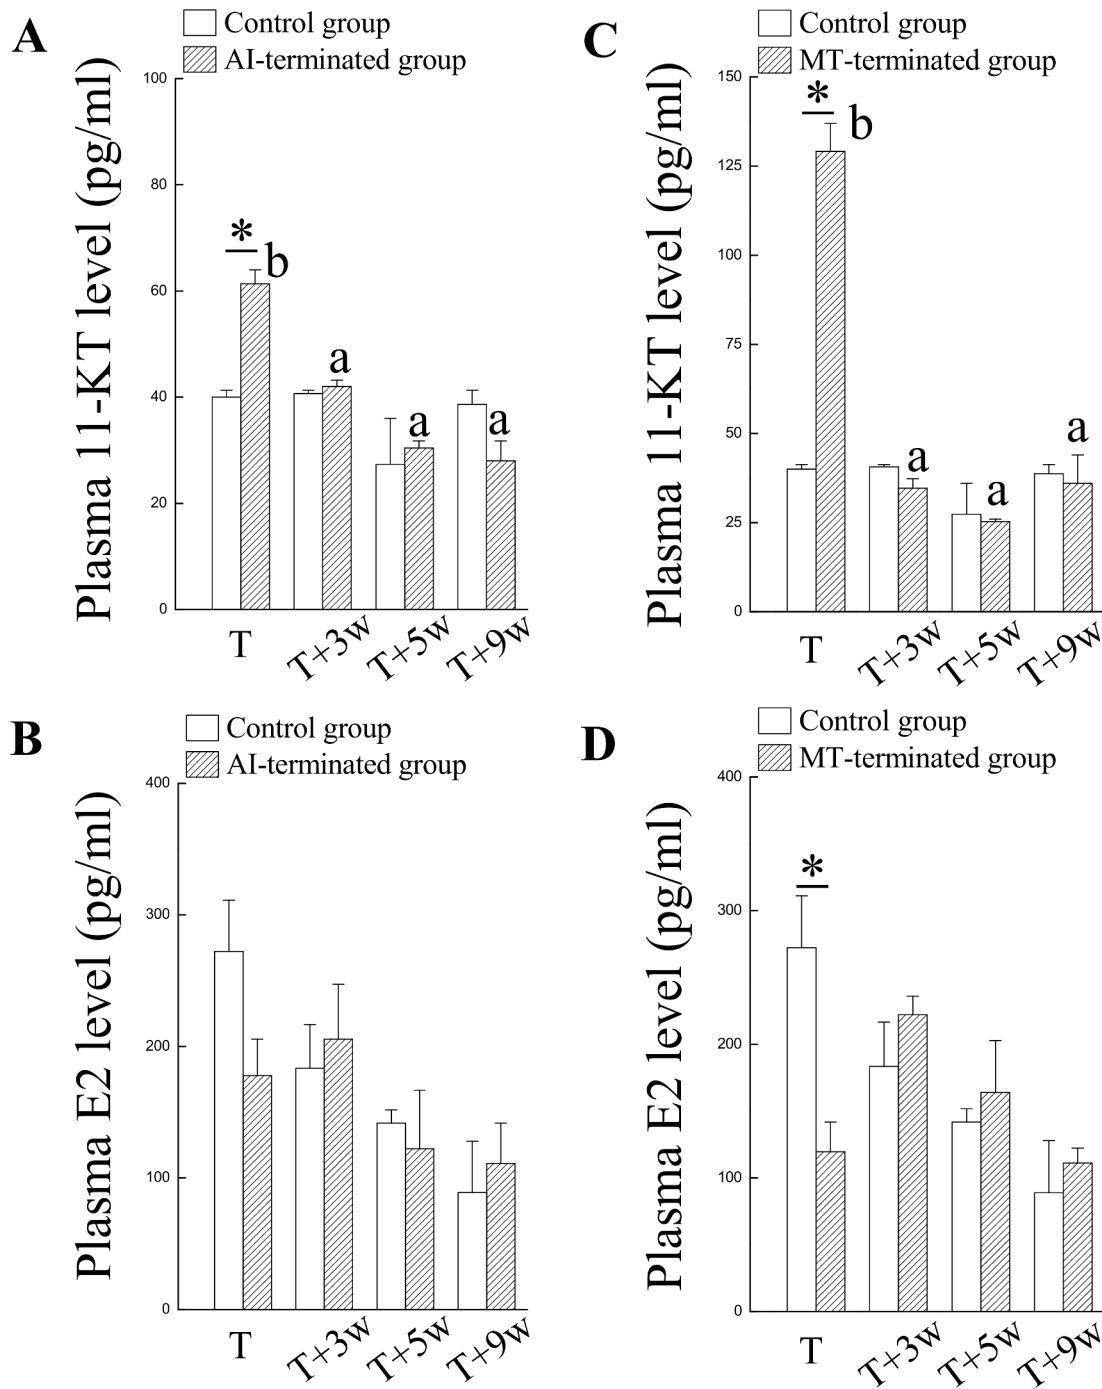 A
Control group
AI-terminated group
Plasma 11-KT level (pg/ml)
100
80
60
40
20
0
*
b
a
a
a
T
T+3w
T+5w
T+9w
C
Control group
MT-terminated group
Plasma 11-KT level (pg/ml)
150
125
100
75
50
25
0
*
b
a
a
a
T
T+3w
T+5w
T+9w
B
Control group
AI-terminated group
Plasma E2 level (pg/ml)
400
300
200
100
0
T
T+3w
T+5w
T+9w
D
Control group
MT-terminated group
Plasma E2 level (pg/ml)
400
300
200
100
0
*
T
T+3w
T+5w
T+9w